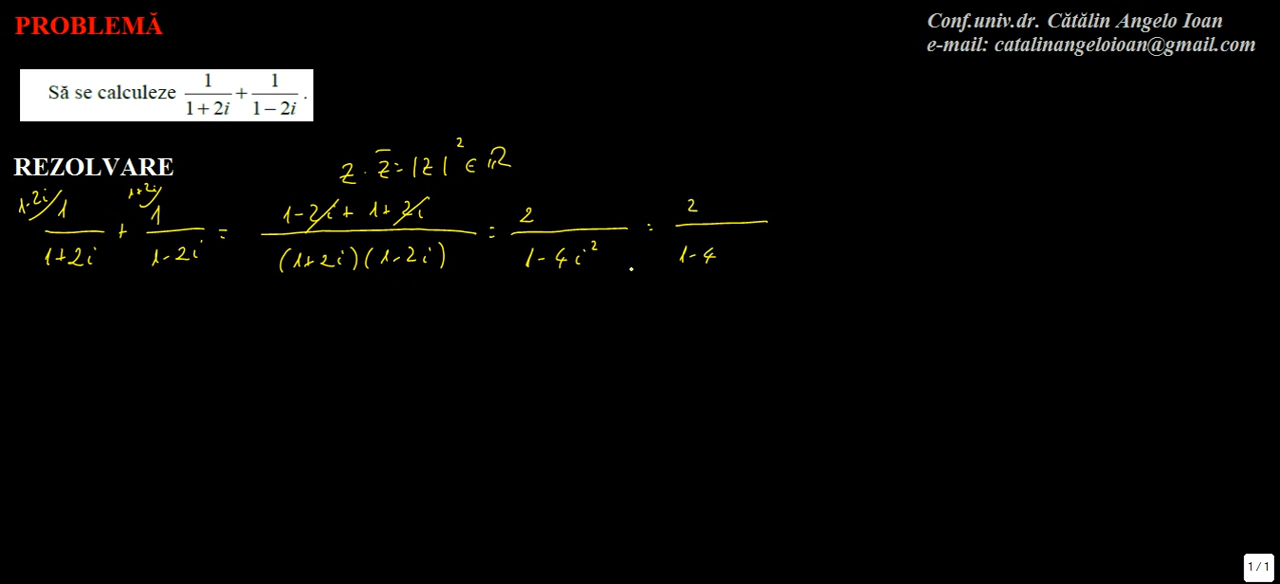 PROBLEMĂ
Conf.univ.dr. Cătălin Angelo Ioan
e-mail: catalinangeloioan@gmail.com
Să se calculeze 1/(1+2i) + 1/(1−2i) .
REZOLVARE
z · z̄ = |z|² ∈ ℝ
1-2i/ 1/(1+2i) + 1+2i/ 1/(1-2i) = (1-2i + 1+2i)/((1+2i)(1-2i)) = 2/(1-4i²) = 2/(1-4
1/1